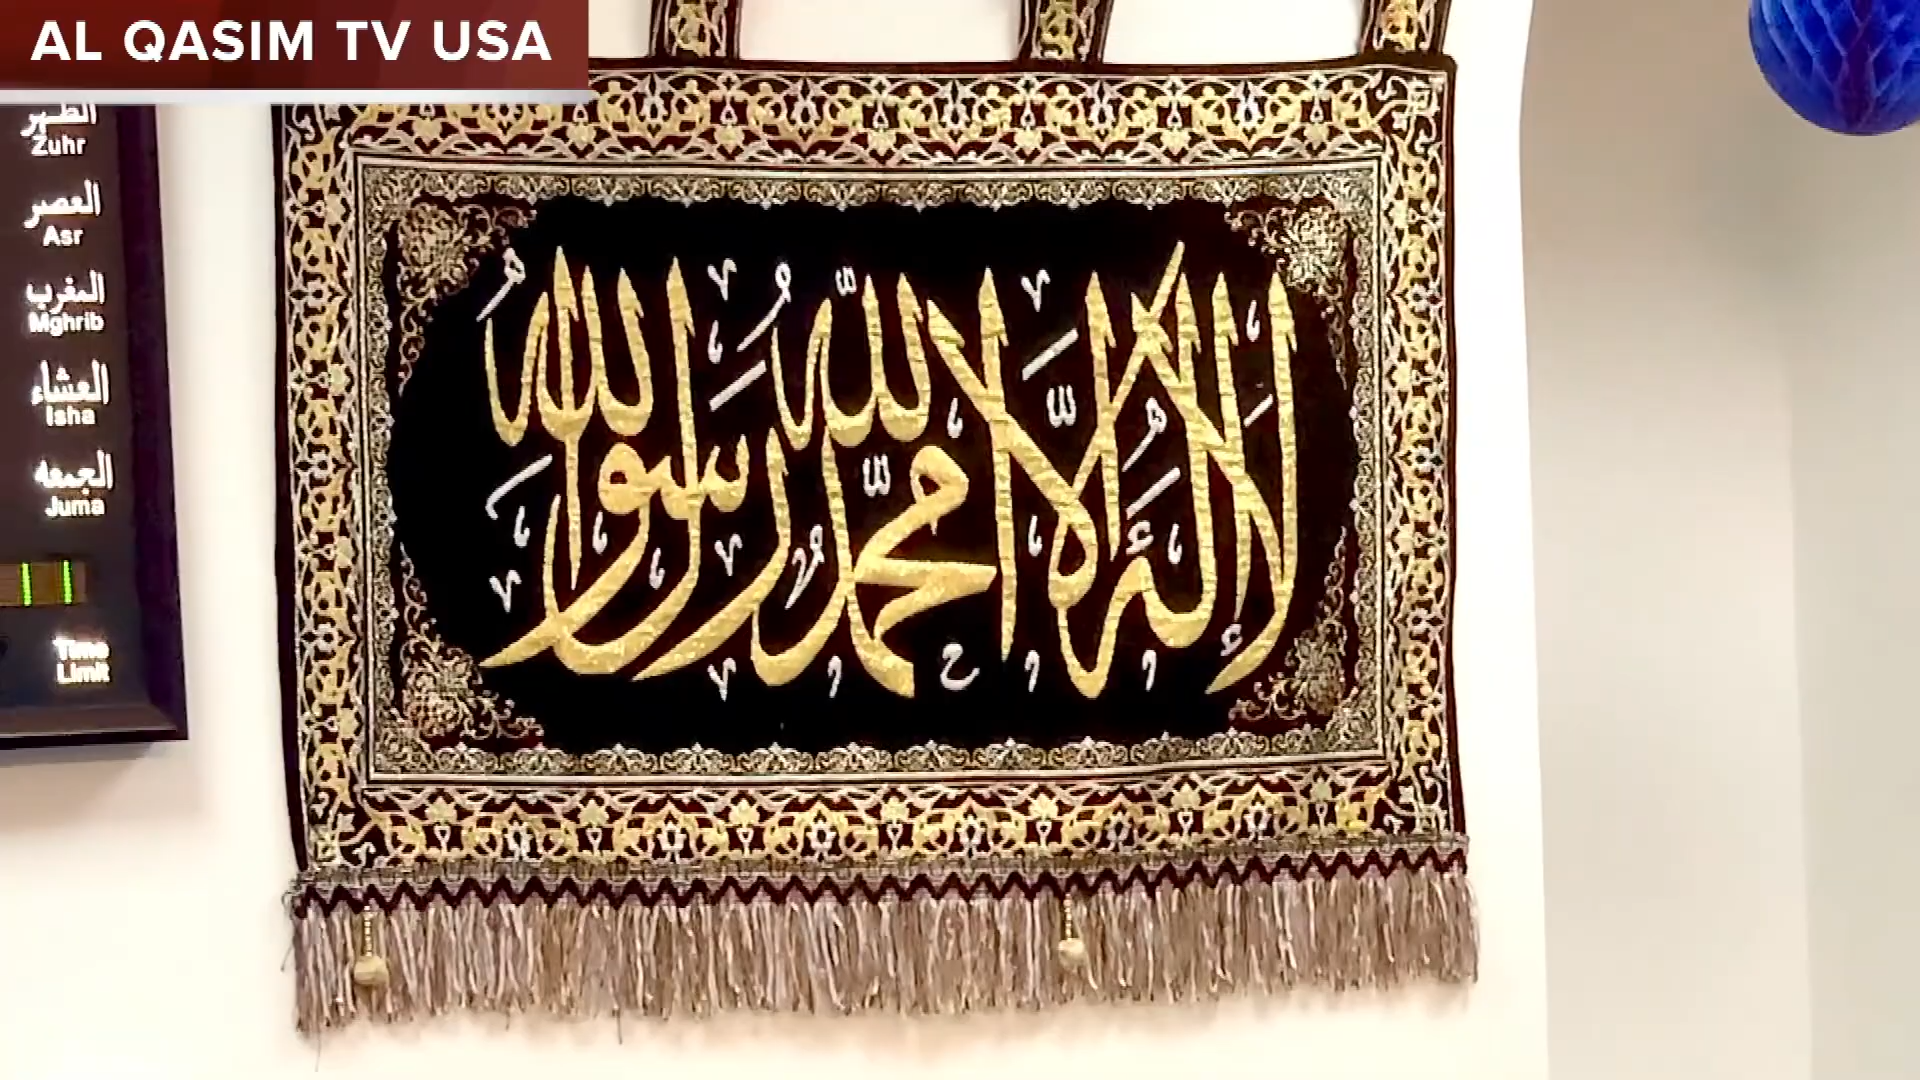 AL QASIM TV USA
الظهر
Zuhr
العصر
Asr
المغرب
Mghrib
العشاء
Isha
الجمعة
Juma
Time
Limit
لا إله إلا الله محمد رسول الله